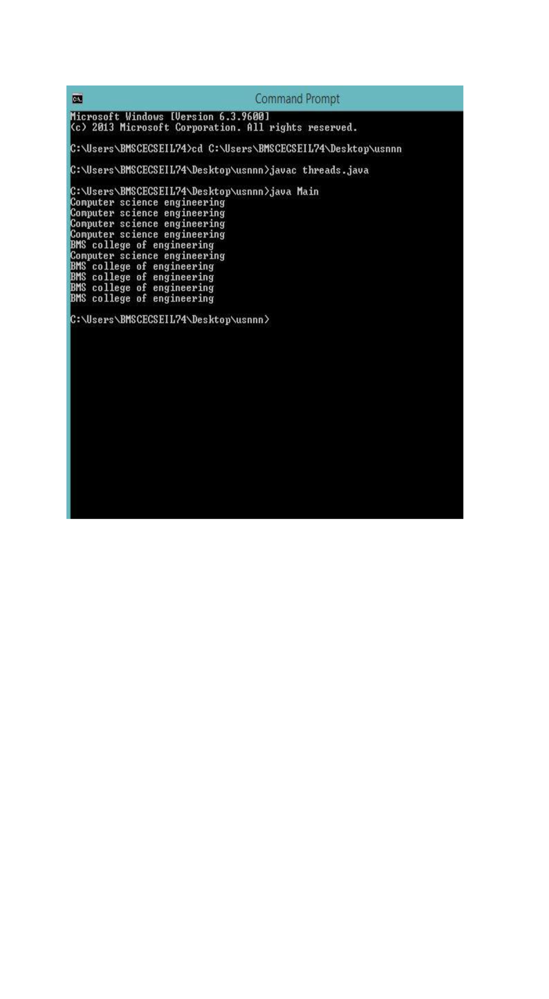 Command Prompt
Microsoft Windows [Version 6.3.9600]
(c) 2013 Microsoft Corporation. All rights reserved.
C:\Users\BMSCECSEIL74>cd C:\Users\BMSCECSEIL74\Desktop\usnnn
C:\Users\BMSCECSEIL74\Desktop\usnnn>javac threads.java
C:\Users\BMSCECSEIL74\Desktop\usnnn>java Main
Computer science engineering
Computer science engineering
Computer science engineering
Computer science engineering
BMS college of engineering
Computer science engineering
BMS college of engineering
BMS college of engineering
BMS college of engineering
BMS college of engineering
C:\Users\BMSCECSEIL74\Desktop\usnnn>